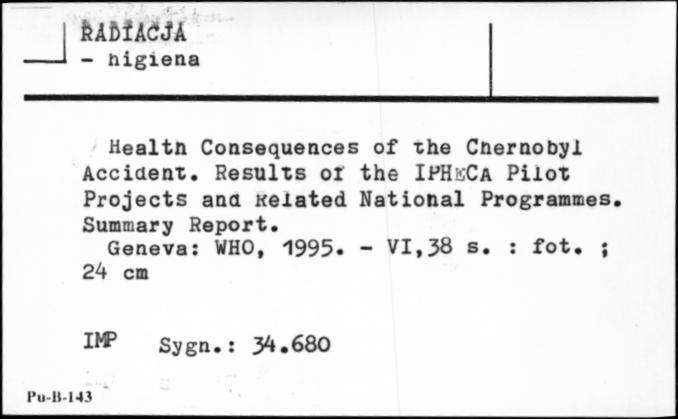 RADIACJA
- higiena
Health Consequences of the Chernobyl
Accident. Results of the IPHECA Pilot
Projects and Related National Programmes.
Summary Report.
Geneva: WHO, 1995. - VI,38 s. : fot. ;
24 cm
IMP Sygn.: 34.680
Pu-B-143